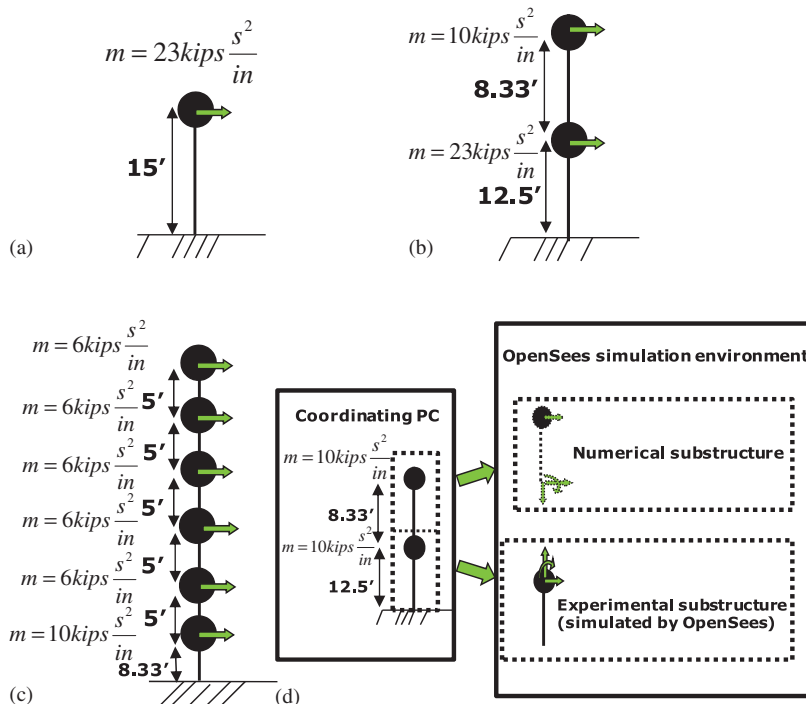 m = 23kips s²/in
15′
(a)
m = 10kips s²/in
8.33′
m = 23kips s²/in
12.5′
(b)
m = 6kips s²/in
5′
m = 6kips s²/in
5′
m = 6kips s²/in
5′
m = 6kips s²/in
5′
m = 6kips s²/in
5′
m = 10kips s²/in
8.33′
(c)
Coordinating PC
m = 10kips s²/in
8.33′
m = 10kips s²/in
12.5′
(d)
OpenSees simulation environment
Numerical substructure
Experimental substructure
(simulated by OpenSees)